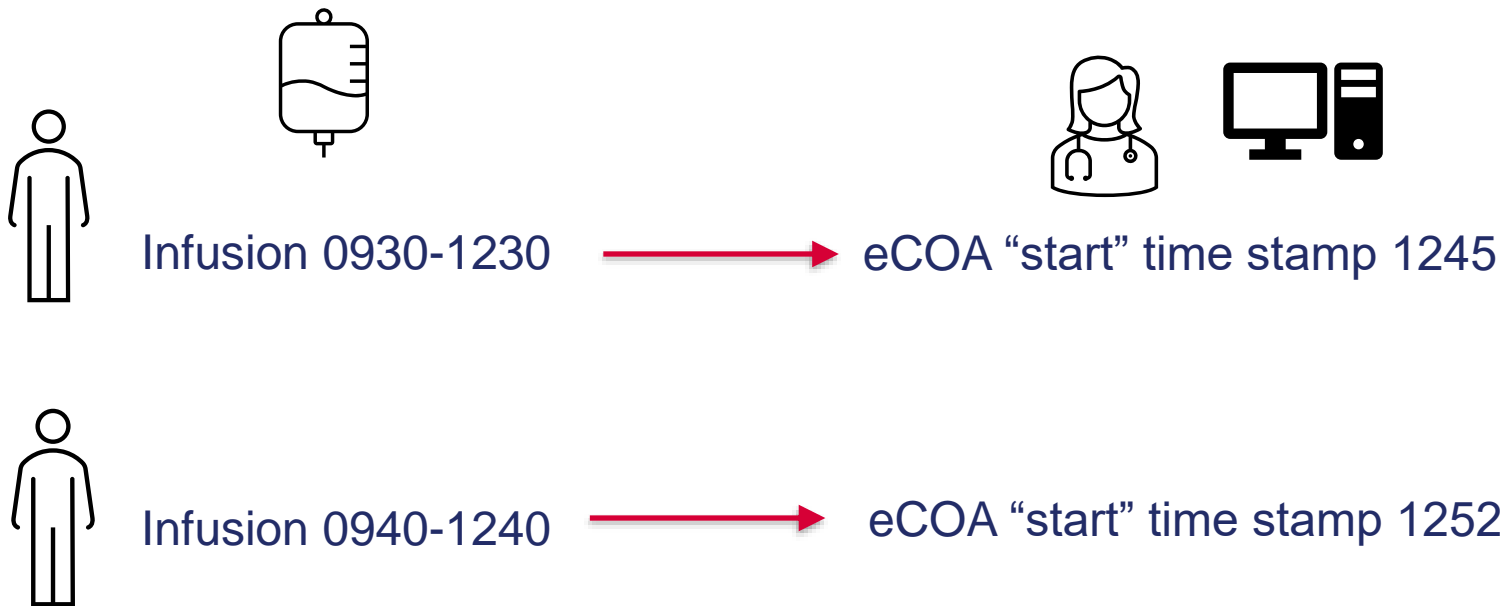 Infusion 0930-1230
eCOA “start” time stamp 1245
Infusion 0940-1240
eCOA “start” time stamp 1252